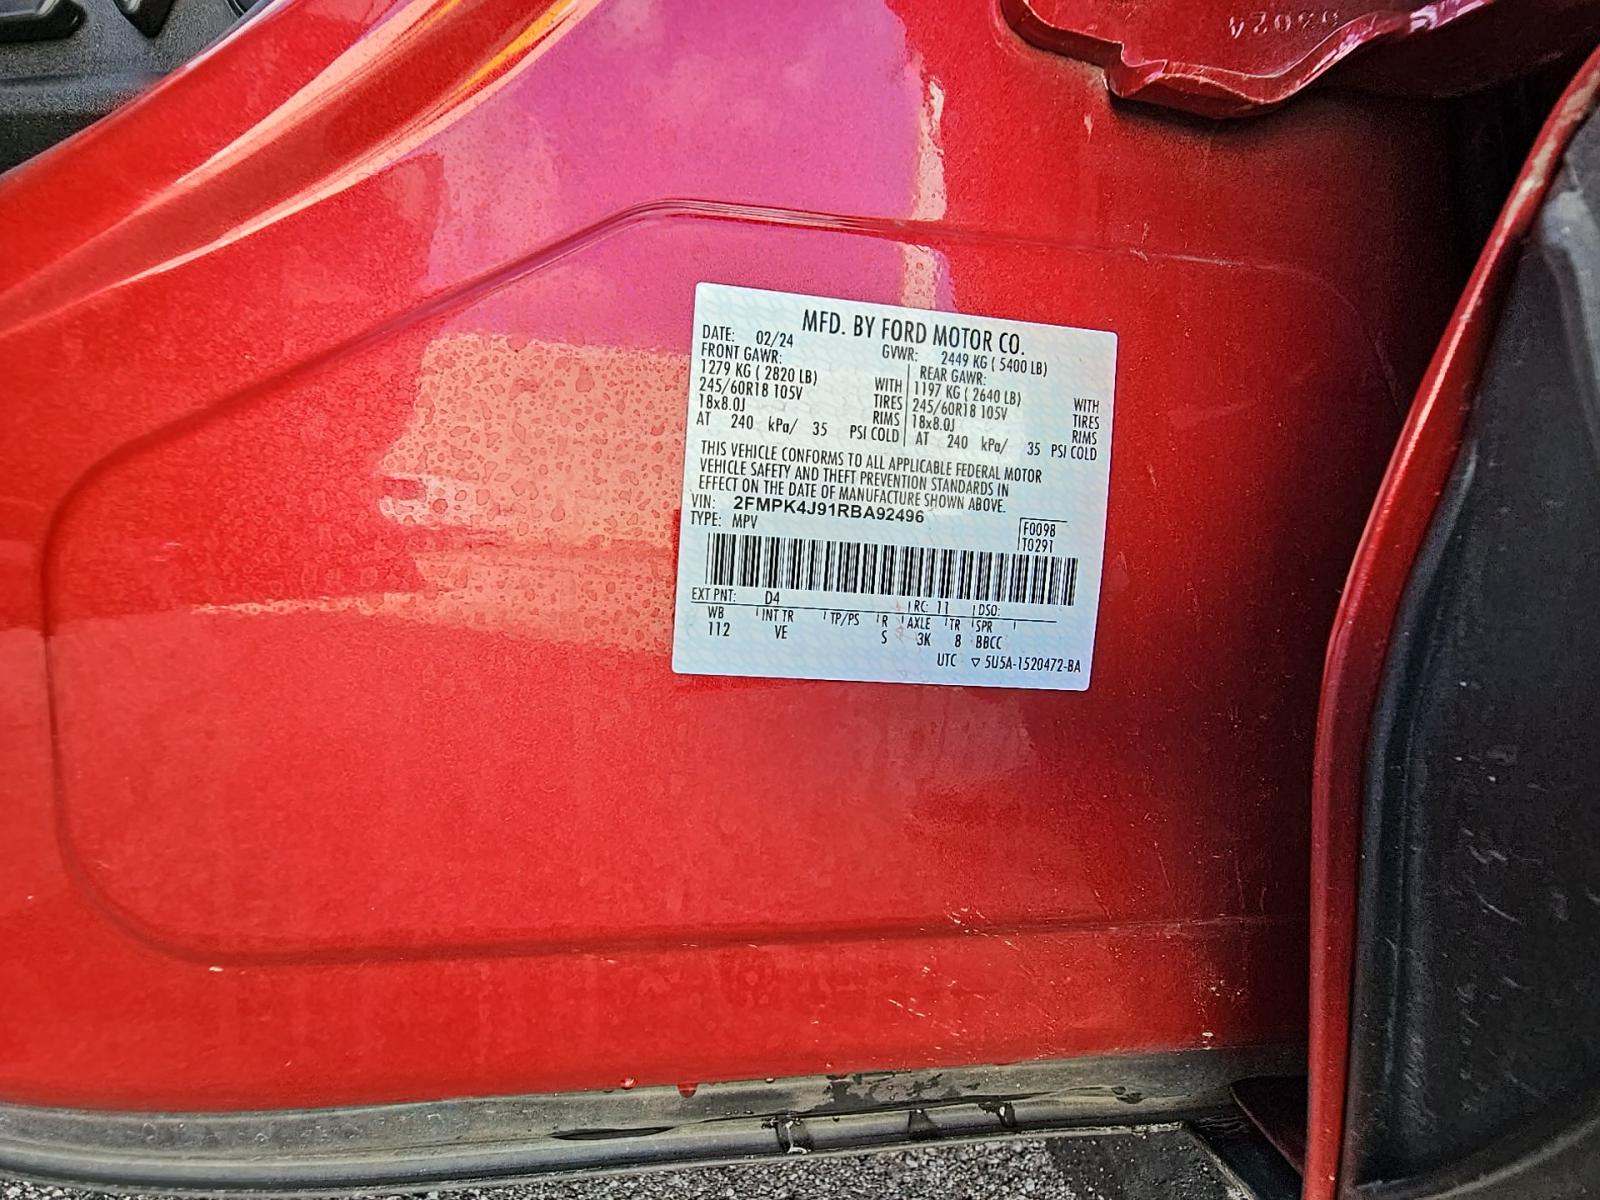 MFD. BY FORD MOTOR CO.
DATE: 02/24 GVWR: 2449 KG ( 5400 LB)
FRONT GAWR: REAR GAWR:
1279 KG ( 2820 LB) WITH 1197 KG ( 2640 LB) WITH
245/60R18 105V TIRES 245/60R18 105V TIRES
18x8.0J RIMS 18x8.0J RIMS
AT 240 kPa/ 35 PSI COLD AT 240 kPa/ 35 PSI COLD
THIS VEHICLE CONFORMS TO ALL APPLICABLE FEDERAL MOTOR
VEHICLE SAFETY AND THEFT PREVENTION STANDARDS IN
EFFECT ON THE DATE OF MANUFACTURE SHOWN ABOVE.
VIN: 2FMPK4J91RBA92496
TYPE: MPV F0098
T0291
EXT PNT: D4 RC: 11 DSO:
WB INT TR TP/PS R AXLE TR SPR
112 VE S 3K 8 BBCC
UTC ▽ 5U5A-1520472-BA